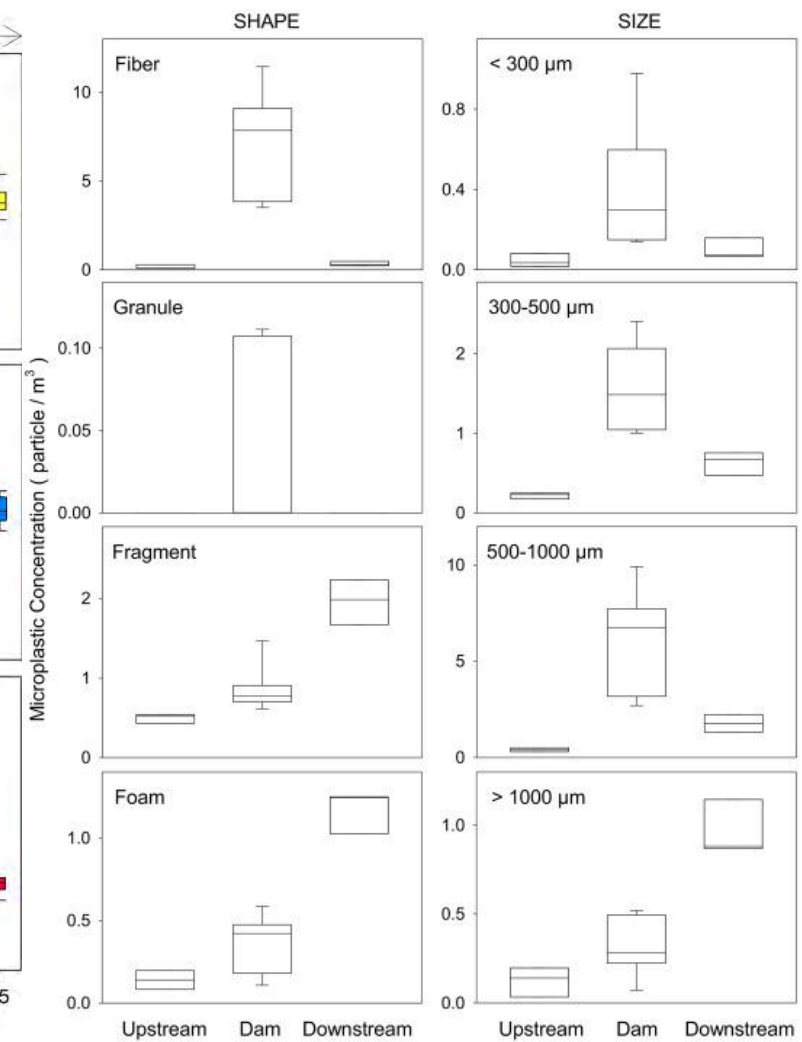 SHAPE
SIZE
Fiber
10
5
0
< 300 µm
0.8
0.4
0.0
Granule
0.10
0.05
0.00
300-500 µm
2
1
0
Microplastic Concentration ( particle / m³ )
Fragment
2
1
0
500-1000 µm
10
5
0
Foam
1.0
0.5
0.0
> 1000 µm
1.0
0.5
0.0
5
Upstream Dam Downstream
Upstream Dam Downstream